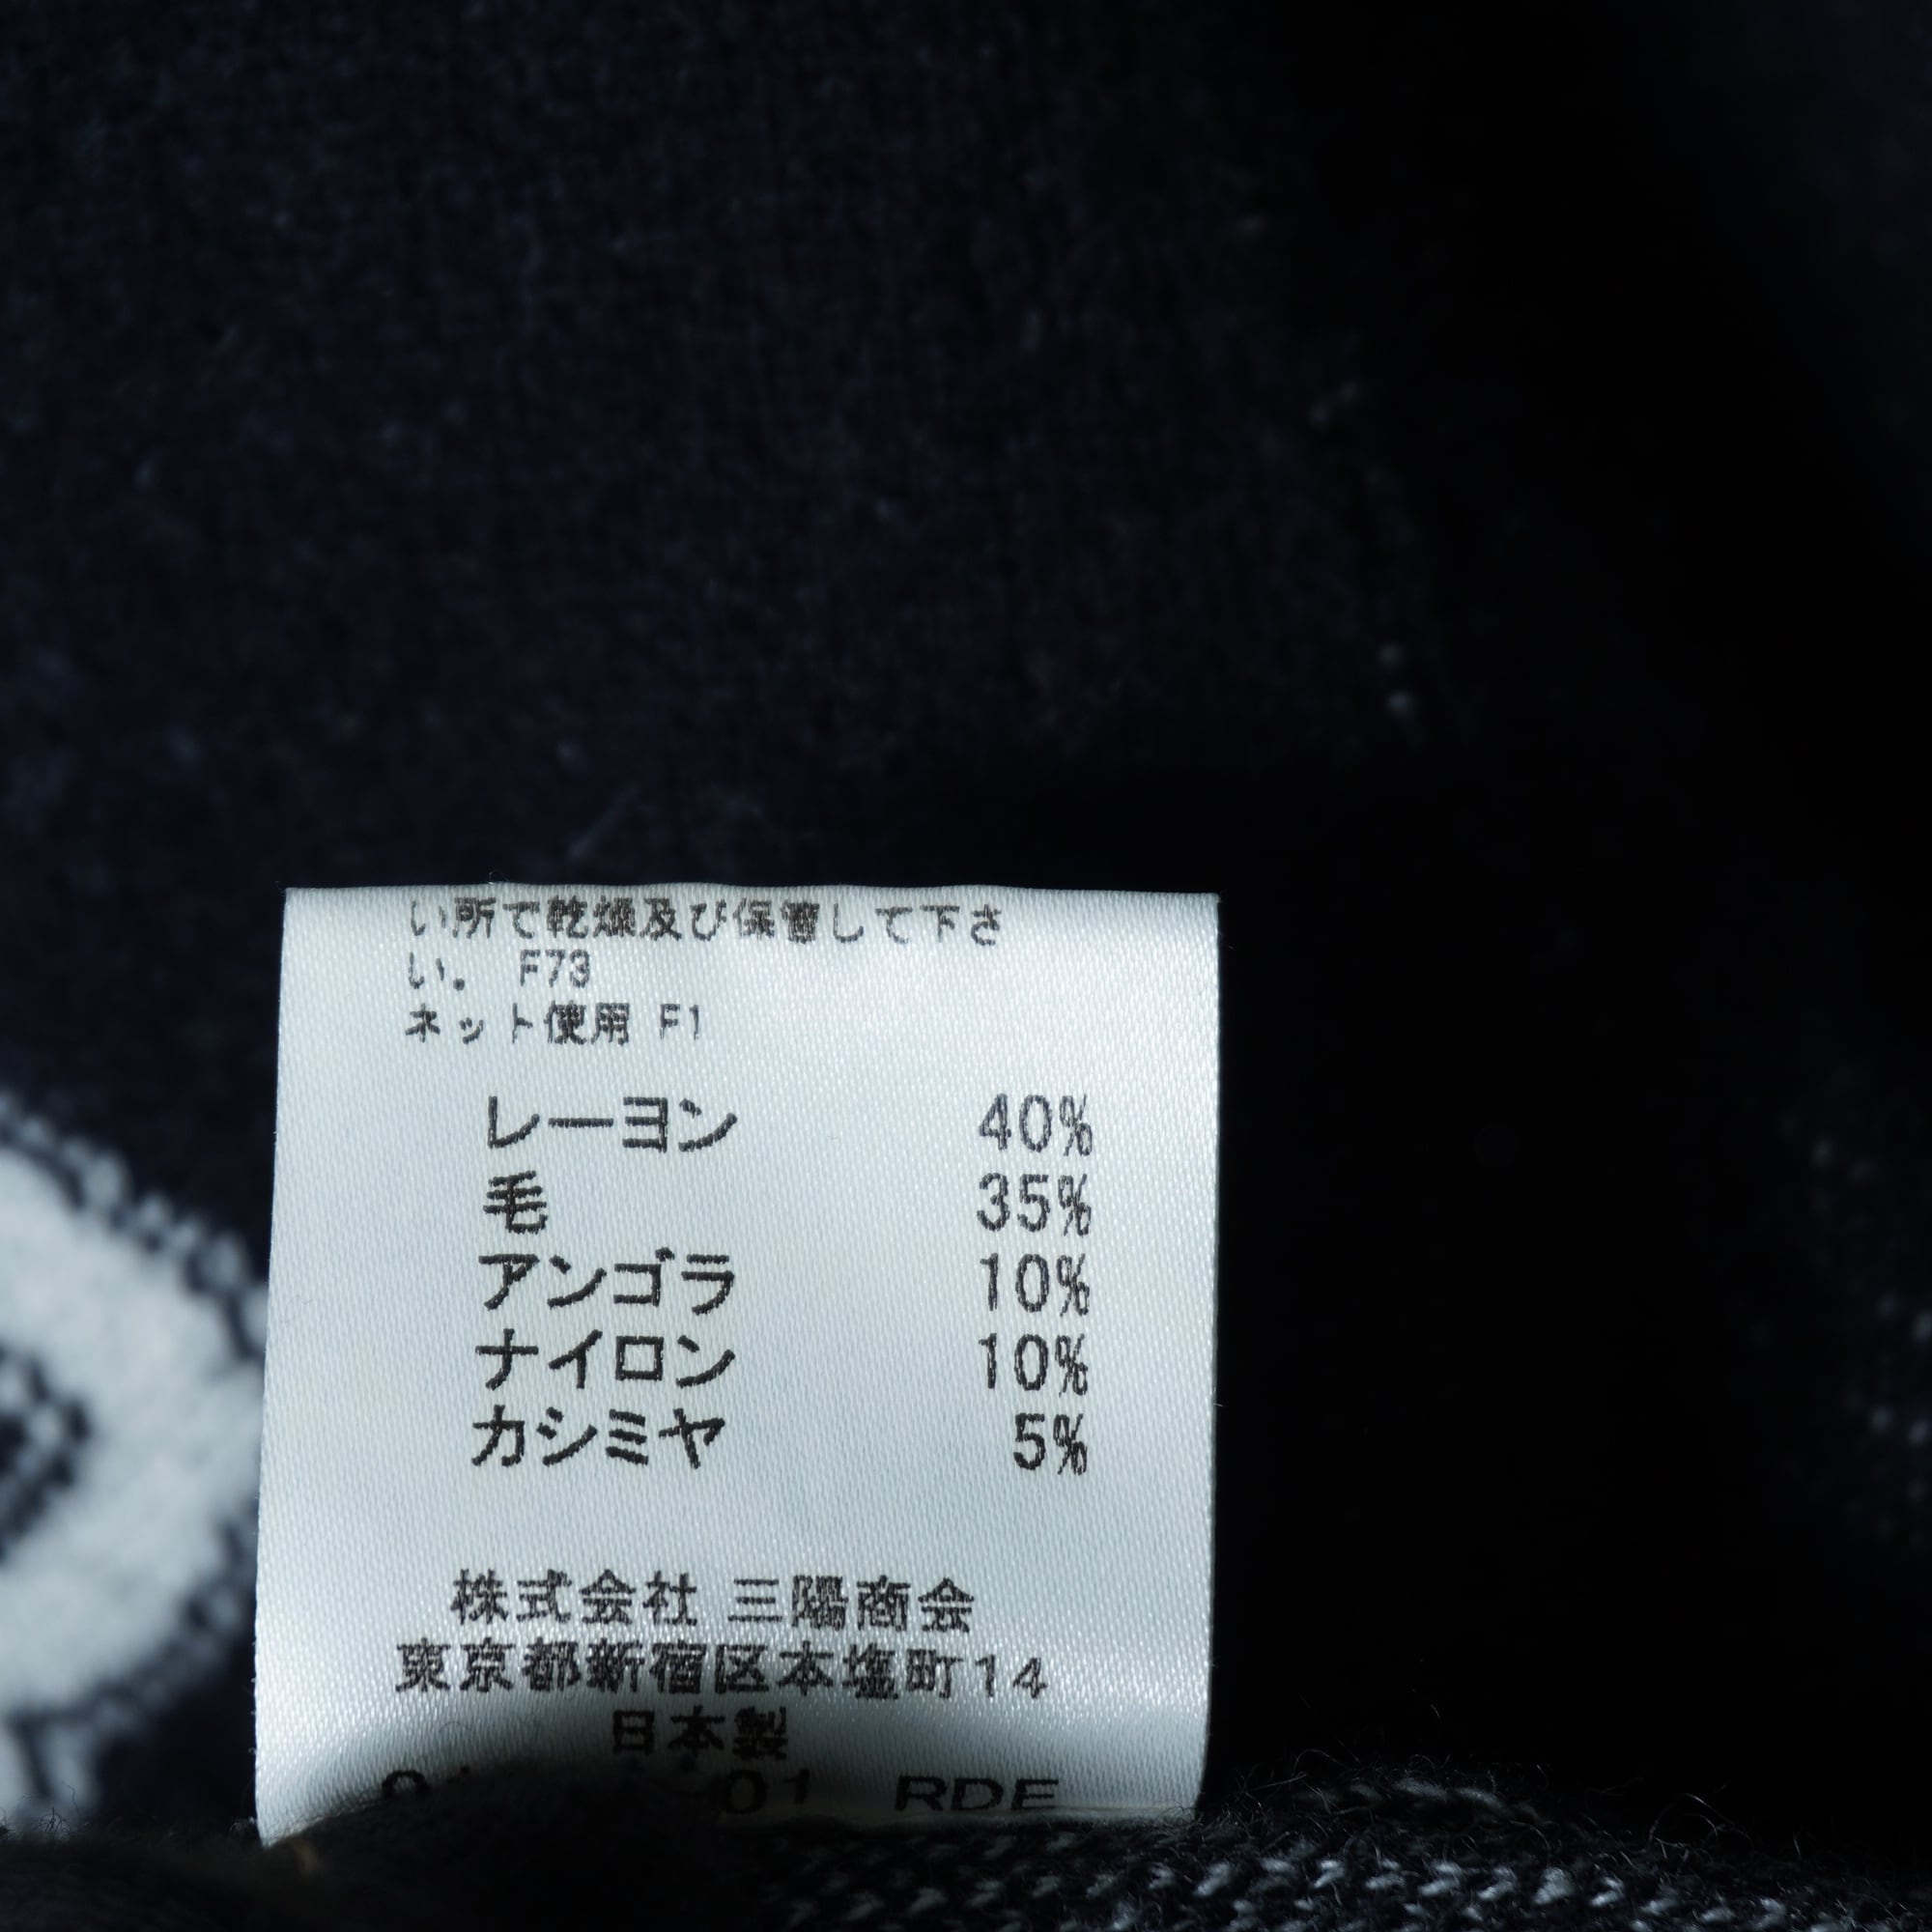 い所で乾燥及び保管して下さ
い。 F73
ネット使用 F1
レーヨン 40%
毛 35%
アンゴラ 10%
ナイロン 10%
カシミヤ 5%
株式会社 三陽商会
東京都新宿区本塩町14
日本製
01 RDE